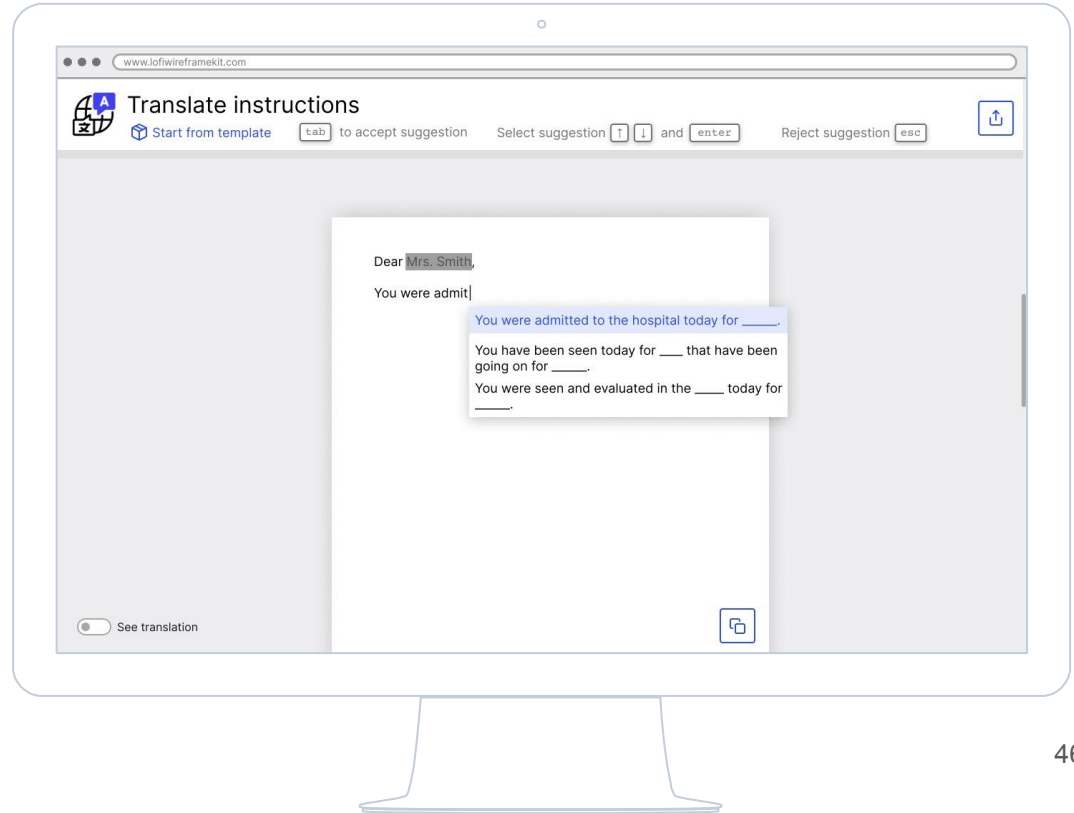 www.lofiwireframekit.com
A
文
Translate instructions
Start from template tab to accept suggestion Select suggestion ↑ ↓ and enter Reject suggestion esc
Dear Mrs. Smith,
You were admit
You were admitted to the hospital today for _____.
You have been seen today for ___ that have been
going on for _____.
You were seen and evaluated in the ____ today for
_____.
See translation
46